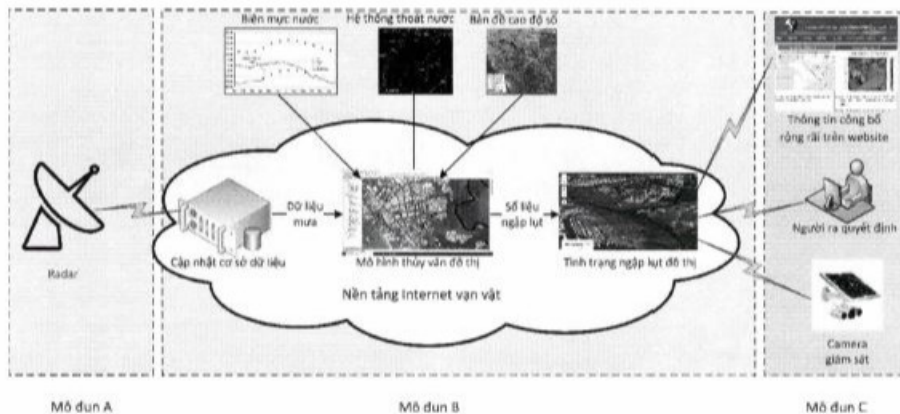 Biên mực nước
Hệ thống thoát nước
Bản đồ cao độ số
Thông tin công bố
rộng rãi trên website
Radar
Dữ liệu
mưa
Số liệu
ngập lụt
Cập nhật cơ sở dữ liệu
Mô hình thủy văn đô thị
Tình trạng ngập lụt đô thị
Người ra quyết định
Nền tảng Internet vạn vật
Camera
giám sát
Mô đun A
Mô đun B
Mô đun C